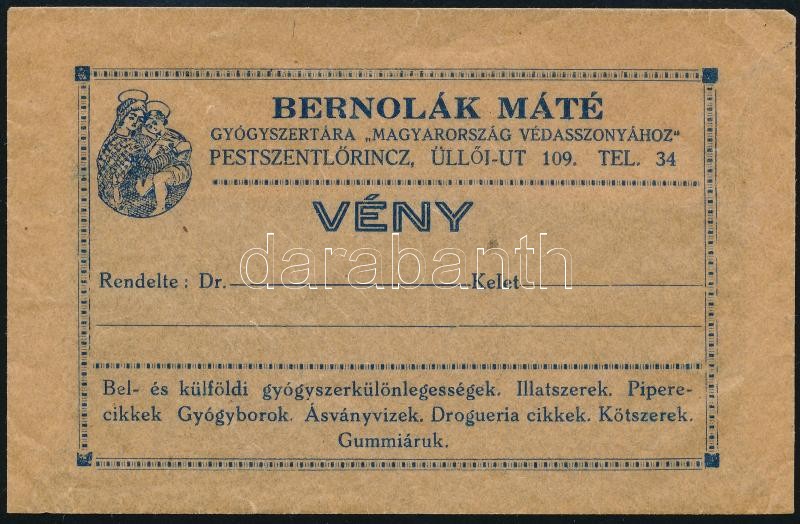 BERNOLÁK MÁTÉ
GYÓGYSZERTÁRA „MAGYARORSZÁG VÉDASSZONYÁHOZ"
PESTSZENTLŐRINCZ, ÜLLŐI-UT 109. TEL. 34
VÉNY
darabanth
Rendelte: Dr. Kelet
Bel- és külföldi gyógyszerkülönlegességek. Illatszerek. Pipere-
cikkek Gyógyborok. Ásványvizek. Drogueria cikkek. Kötszerek.
Gummiáruk.